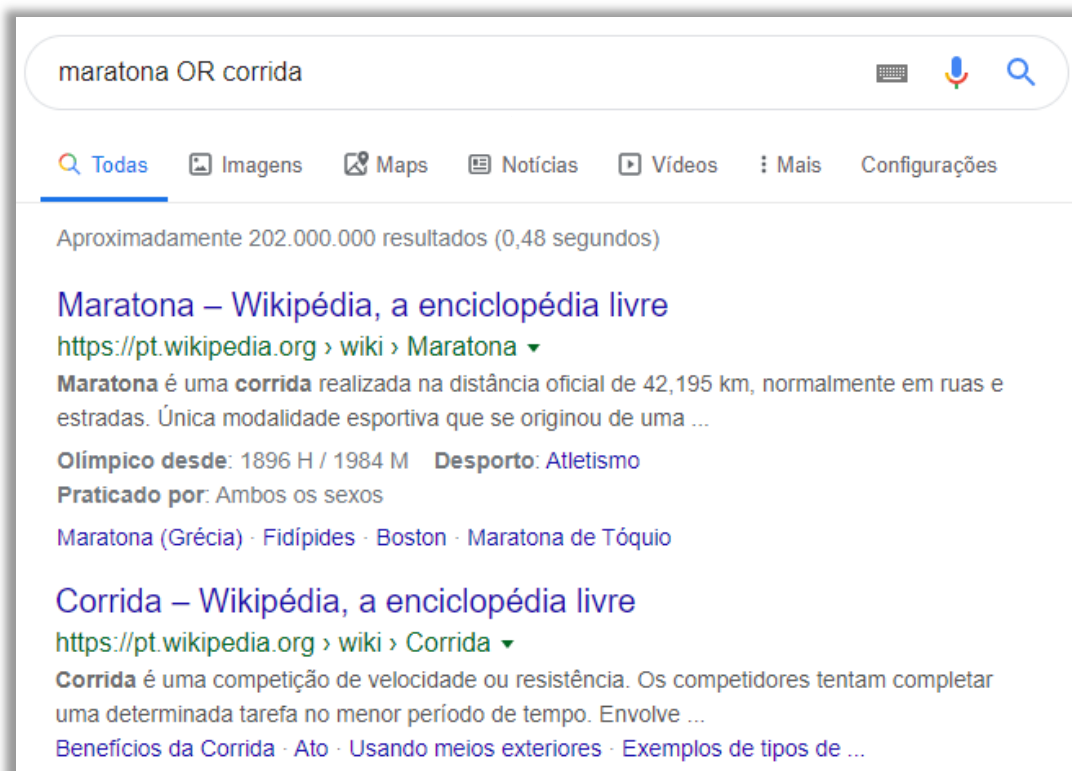 maratona OR corrida
Todas Imagens Maps Notícias Vídeos Mais Configurações
Aproximadamente 202.000.000 resultados (0,48 segundos)
Maratona – Wikipédia, a enciclopédia livre
https://pt.wikipedia.org › wiki › Maratona
Maratona é uma corrida realizada na distância oficial de 42,195 km, normalmente em ruas e
estradas. Única modalidade esportiva que se originou de uma ...
Olímpico desde: 1896 H / 1984 M Desporto: Atletismo
Praticado por: Ambos os sexos
Maratona (Grécia) · Fidípides · Boston · Maratona de Tóquio
Corrida – Wikipédia, a enciclopédia livre
https://pt.wikipedia.org › wiki › Corrida
Corrida é uma competição de velocidade ou resistência. Os competidores tentam completar
uma determinada tarefa no menor período de tempo. Envolve ...
Benefícios da Corrida · Ato · Usando meios exteriores · Exemplos de tipos de ...